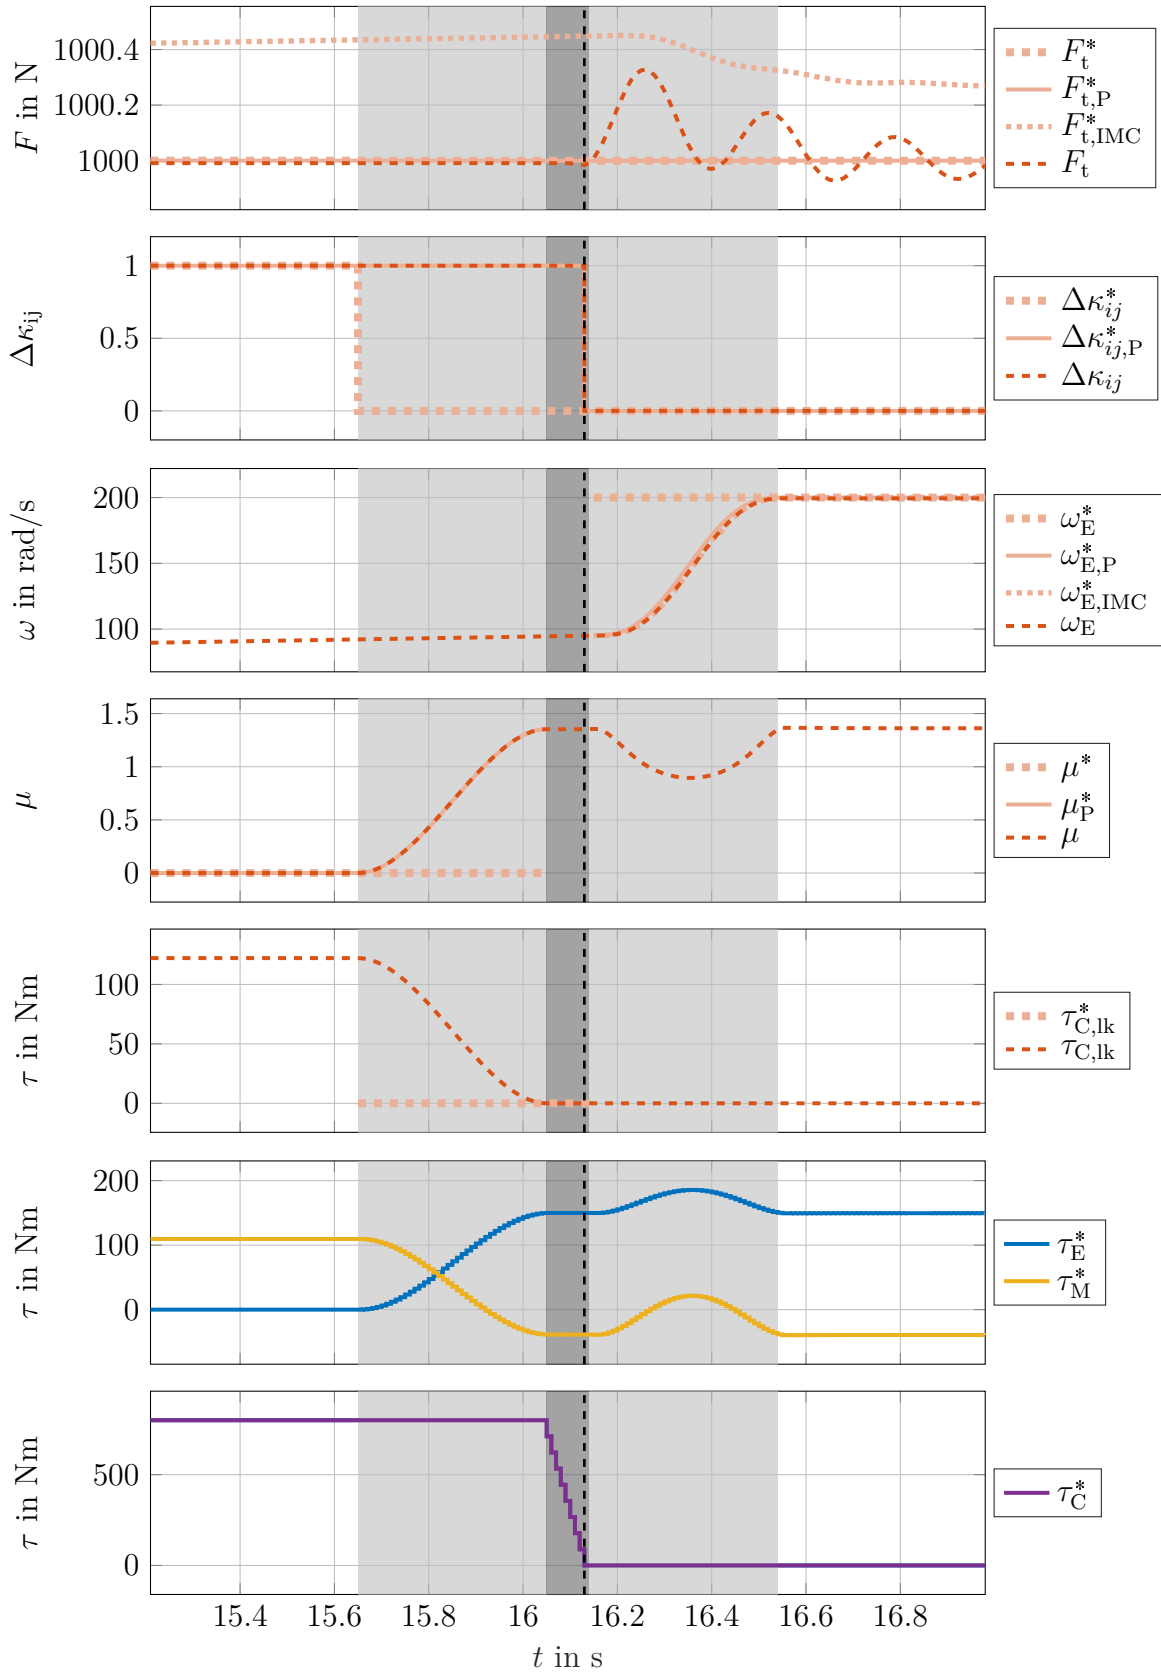 F in N
1000.4
1000.2
1000
F*t
F*t,P
F*t,IMC
Ft
Δκij
1
0.5
0
Δκ*ij
Δκ*ij,P
Δκij
ω in rad/s
200
150
100
ω*E
ω*E,P
ω*E,IMC
ωE
μ
1.5
1
0.5
0
μ*
μ*P
μ
τ in Nm
100
50
0
τ*C,lk
τC,lk
τ in Nm
200
100
0
τ*E
τ*M
τ in Nm
500
0
τ*C
15.4 15.6 15.8 16 16.2 16.4 16.6 16.8
t in s